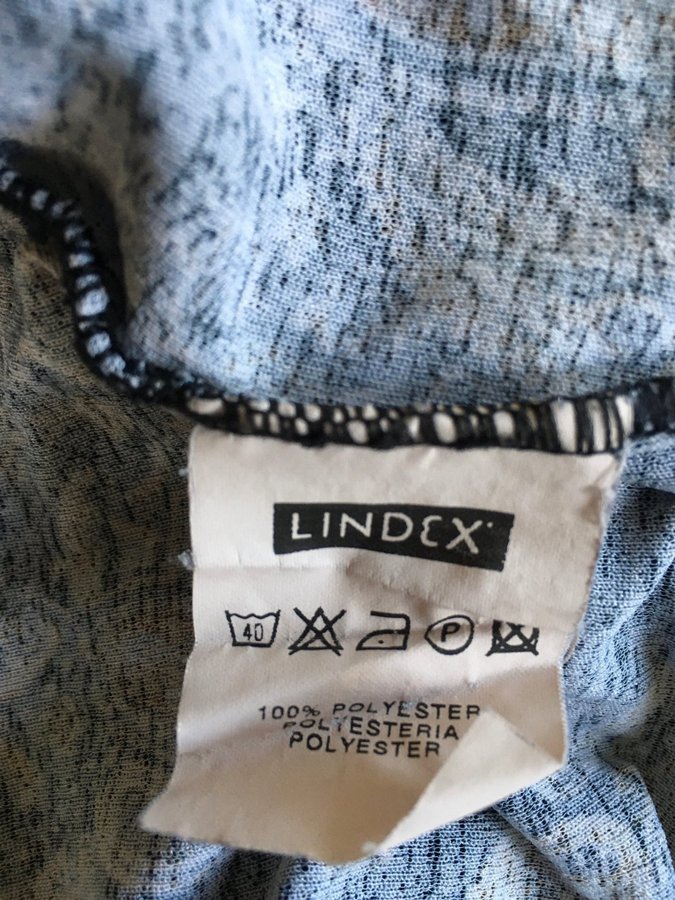 LINDEX
40 P
100% POLYESTER
POLYESTERIA
POLYESTER